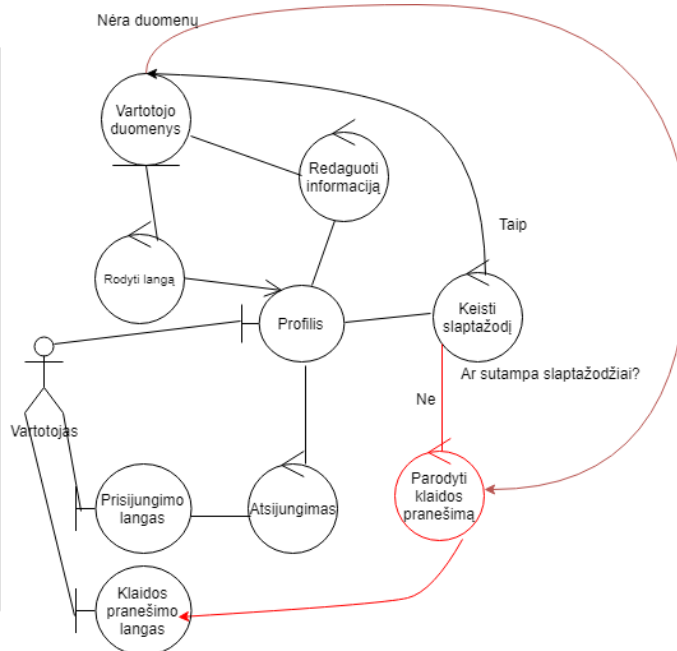 Nėra duomenų
Vartotojo
duomenys
Redaguoti
informaciją
Taip
Rodyti langą
Profilis
Keisti
slaptažodį
Ar sutampa slaptažodžiai?
Ne
Vartotojas
Prisijungimo
langas
Atsijungimas
Parodyti
klaidos
pranešimą
Klaidos
pranešimo
langas